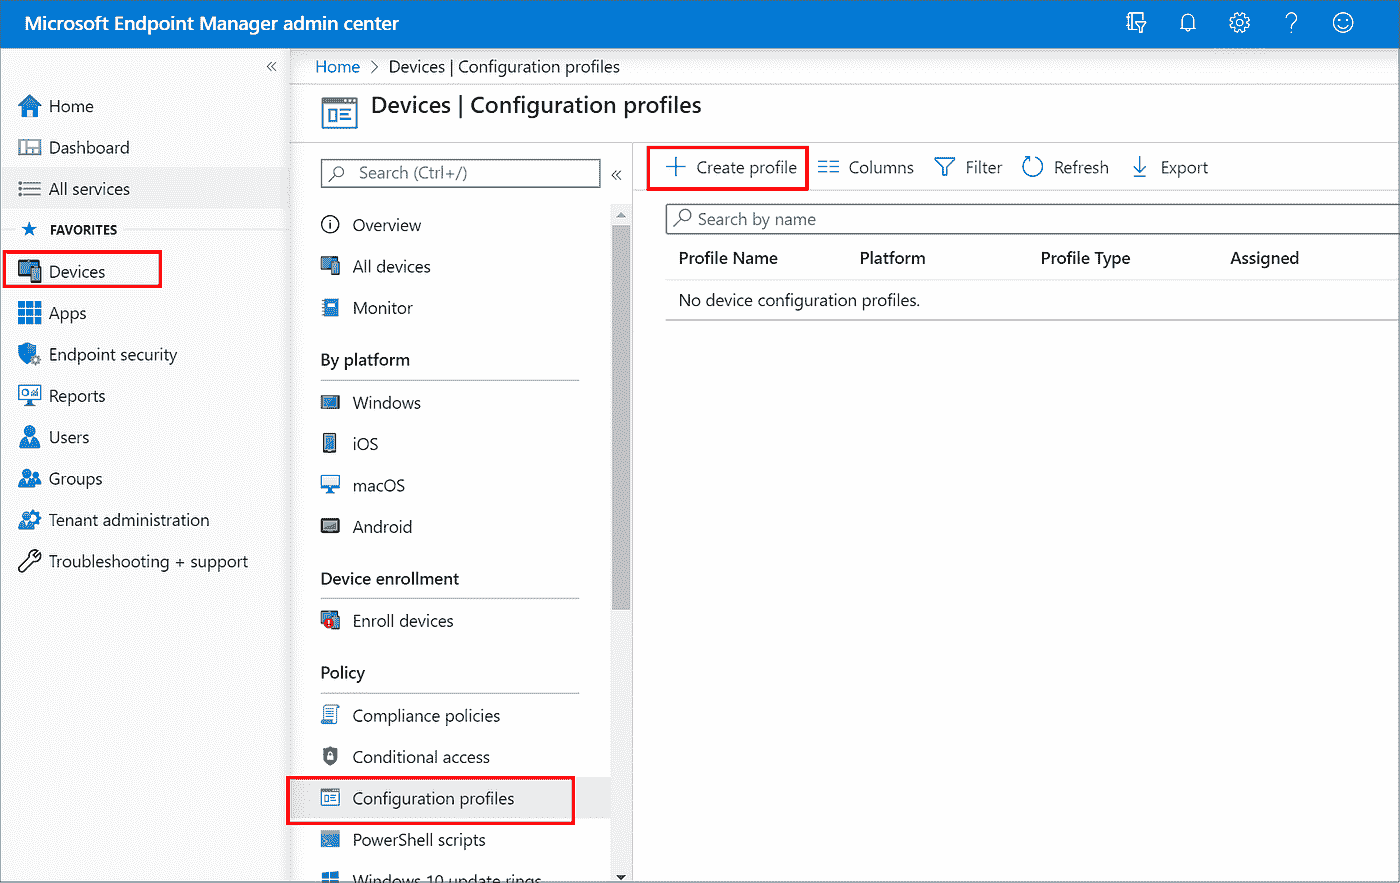 Microsoft Endpoint Manager admin center
Home > Devices | Configuration profiles
Devices | Configuration profiles
Home
Dashboard
All services
FAVORITES
Devices
Apps
Endpoint security
Reports
Users
Groups
Tenant administration
Troubleshooting + support
Search (Ctrl+/)
Overview
All devices
Monitor
By platform
Windows
iOS
macOS
Android
Device enrollment
Enroll devices
Policy
Compliance policies
Conditional access
Configuration profiles
PowerShell scripts
Windows 10 update rings
Create profile Columns Filter Refresh Export
Search by name
Profile Name Platform Profile Type Assigned
No device configuration profiles.